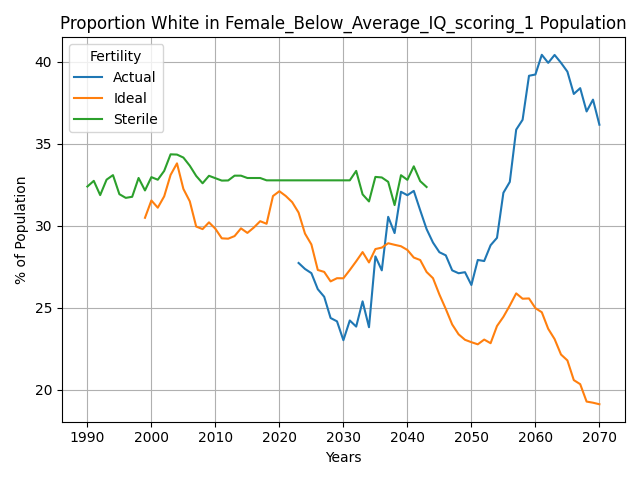 Proportion White in Female_Below_Average_IQ_scoring_1 Population
Fertility
Actual
Ideal
Sterile
% of Population
40
35
30
25
20
1990
2000
2010
2020
2030
2040
2050
2060
2070
Years